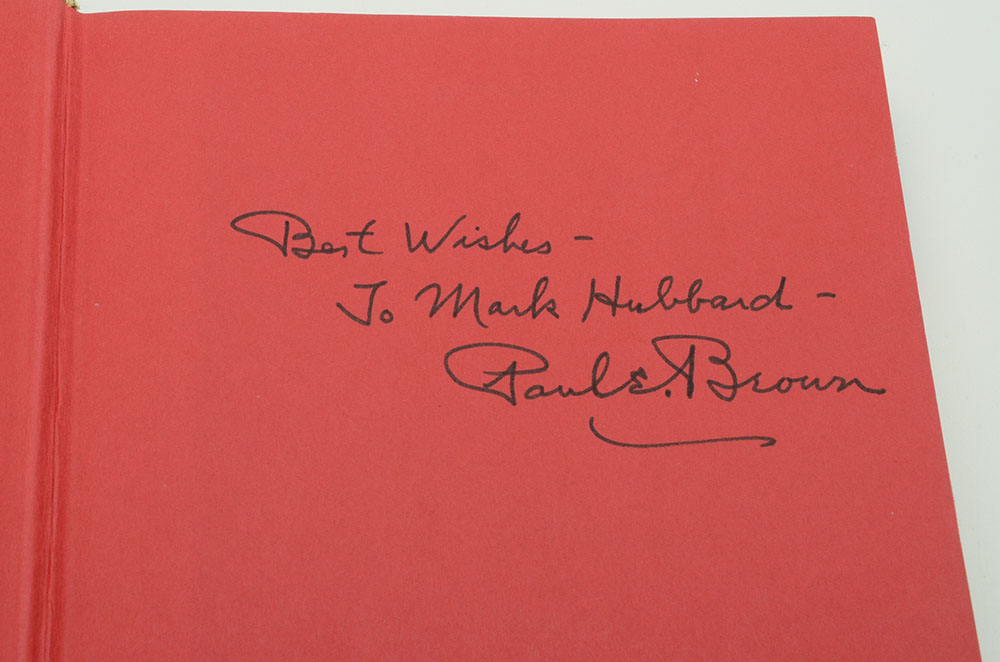 Best Wishes -
To Mark Hubbard -
Paul E. Brown